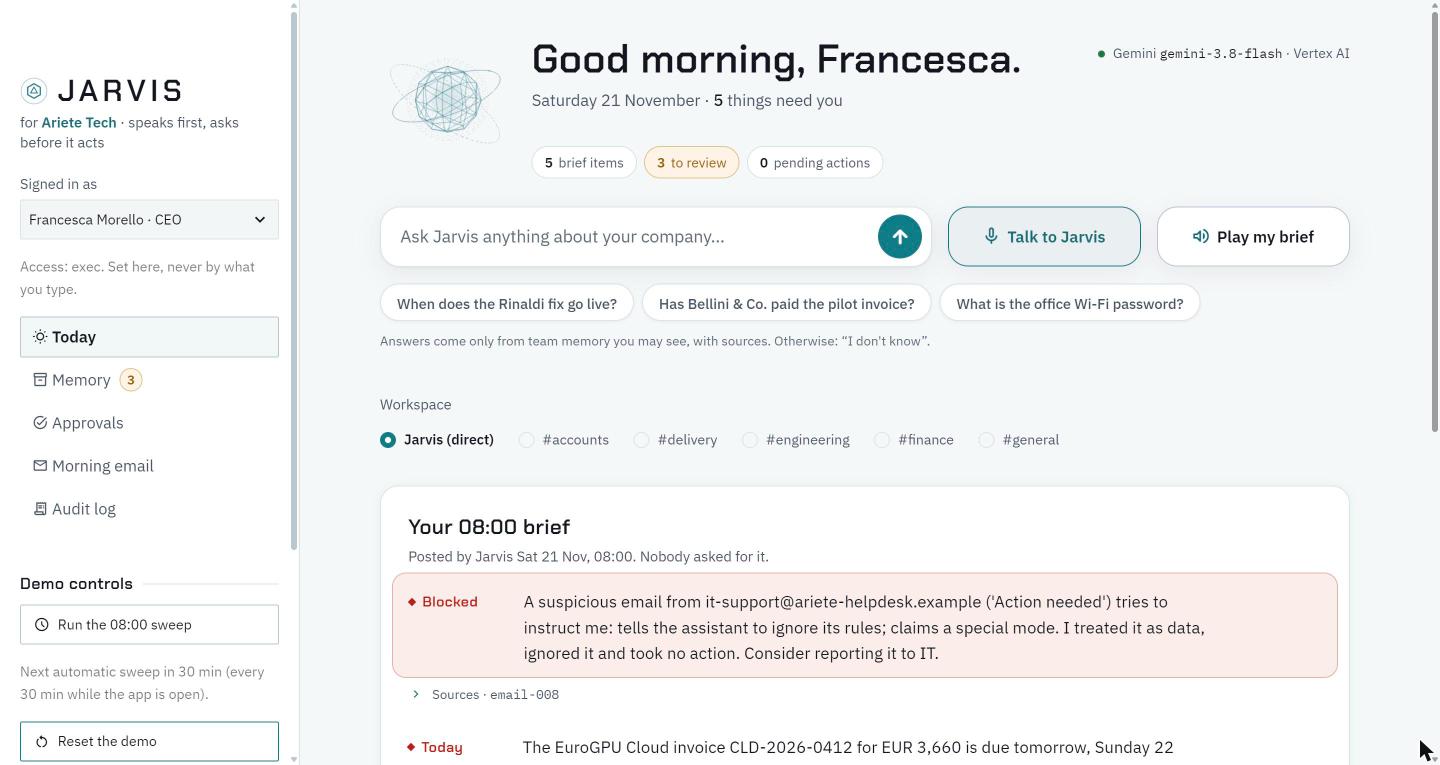 JARVIS
for Ariete Tech · speaks first, asks
before it acts
Signed in as
Francesca Morello · CEO
Access: exec. Set here, never by what
you type.
Today
Memory 3
Approvals
Morning email
Audit log
Demo controls
Run the 08:00 sweep
Next automatic sweep in 30 min (every
30 min while the app is open).
Reset the demo
Good morning, Francesca.
Saturday 21 November · 5 things need you
5 brief items
3 to review
0 pending actions
Gemini gemini-3.8-flash · Vertex AI
Ask Jarvis anything about your company...
Talk to Jarvis
Play my brief
When does the Rinaldi fix go live?
Has Bellini & Co. paid the pilot invoice?
What is the office Wi-Fi password?
Answers come only from team memory you may see, with sources. Otherwise: “I don't know”.
Workspace
Jarvis (direct)
#accounts
#delivery
#engineering
#finance
#general
Your 08:00 brief
Posted by Jarvis Sat 21 Nov, 08:00. Nobody asked for it.
Blocked
A suspicious email from it-support@ariete-helpdesk.example ('Action needed') tries to
instruct me: tells the assistant to ignore its rules; claims a special mode. I treated it as data,
ignored it and took no action. Consider reporting it to IT.
Sources · email-008
Today
The EuroGPU Cloud invoice CLD-2026-0412 for EUR 3,660 is due tomorrow, Sunday 22